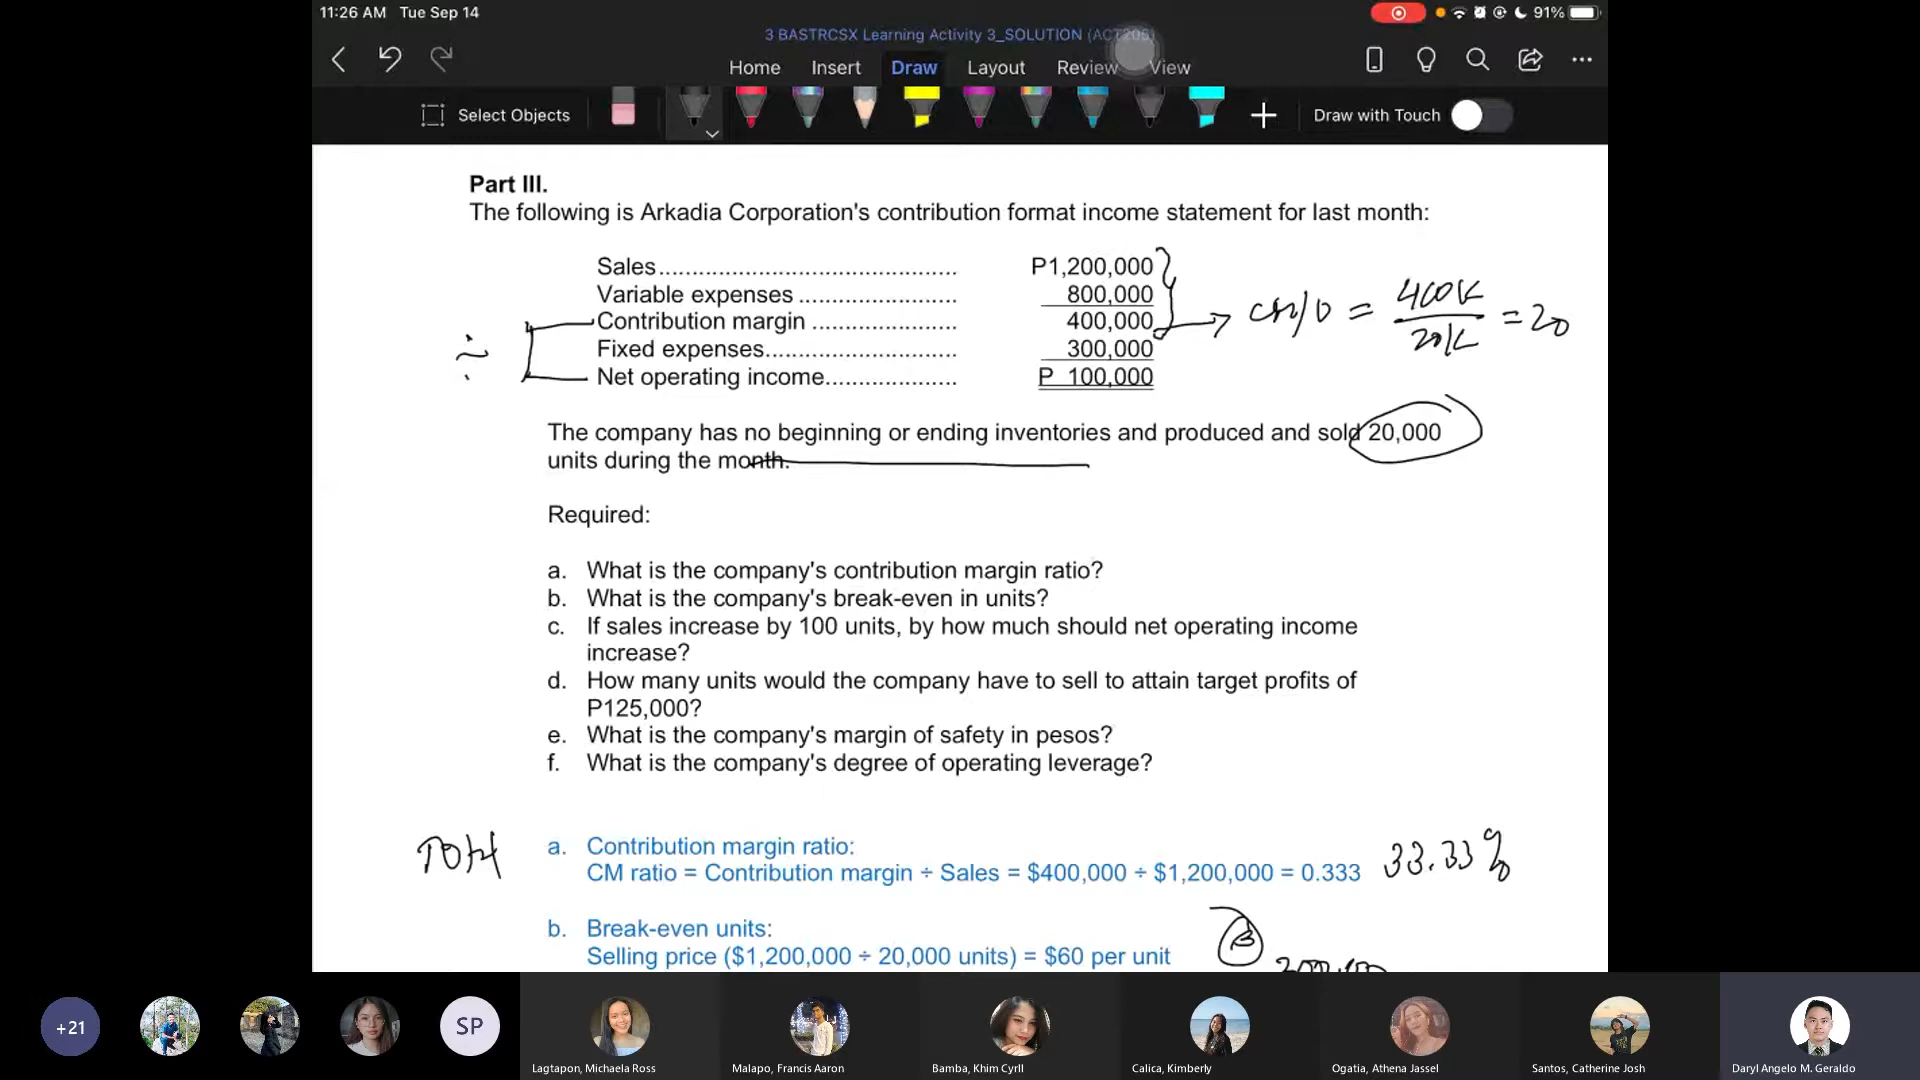 11:26 AM Tue Sep 14
91%
3 BASTRCSX Learning Activity 3_SOLUTION (ACT205)
Home Insert Draw Layout Review View
Select Objects
Draw with Touch
Part III.
The following is Arkadia Corporation's contribution format income statement for last month:
Sales............................................. P1,200,000
Variable expenses ........................ 800,000
Contribution margin ...................... 400,000
Fixed expenses............................. 300,000
Net operating income.................... P 100,000
÷
CM/U = 400K / 20K = 20
The company has no beginning or ending inventories and produced and sold 20,000
units during the month.
Required:
a. What is the company's contribution margin ratio?
b. What is the company's break-even in units?
c. If sales increase by 100 units, by how much should net operating income
increase?
d. How many units would the company have to sell to attain target profits of
P125,000?
e. What is the company's margin of safety in pesos?
f. What is the company's degree of operating leverage?
a. Contribution margin ratio:
CM ratio = Contribution margin ÷ Sales = $400,000 ÷ $1,200,000 = 0.333 33.33%
b. Break-even units:
Selling price ($1,200,000 ÷ 20,000 units) = $60 per unit
+21
SP
Lagtapon, Michaela Ross
Malapo, Francis Aaron
Bamba, Khim Cyrll
Calica, Kimberly
Ogatia, Athena Jassel
Santos, Catherine Josh
Daryl Angelo M. Geraldo